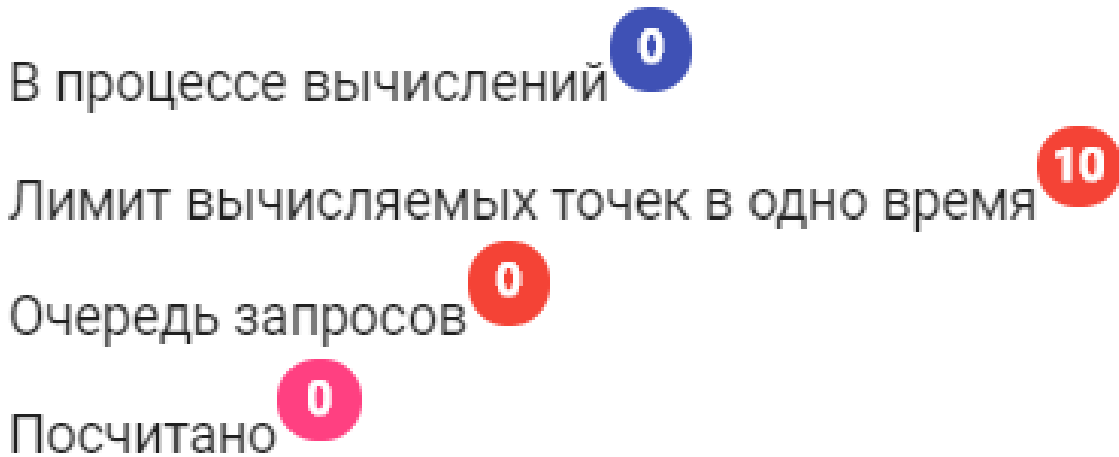 В процессе вычислений 0
Лимит вычисляемых точек в одно время 10
Очередь запросов 0
Посчитано 0